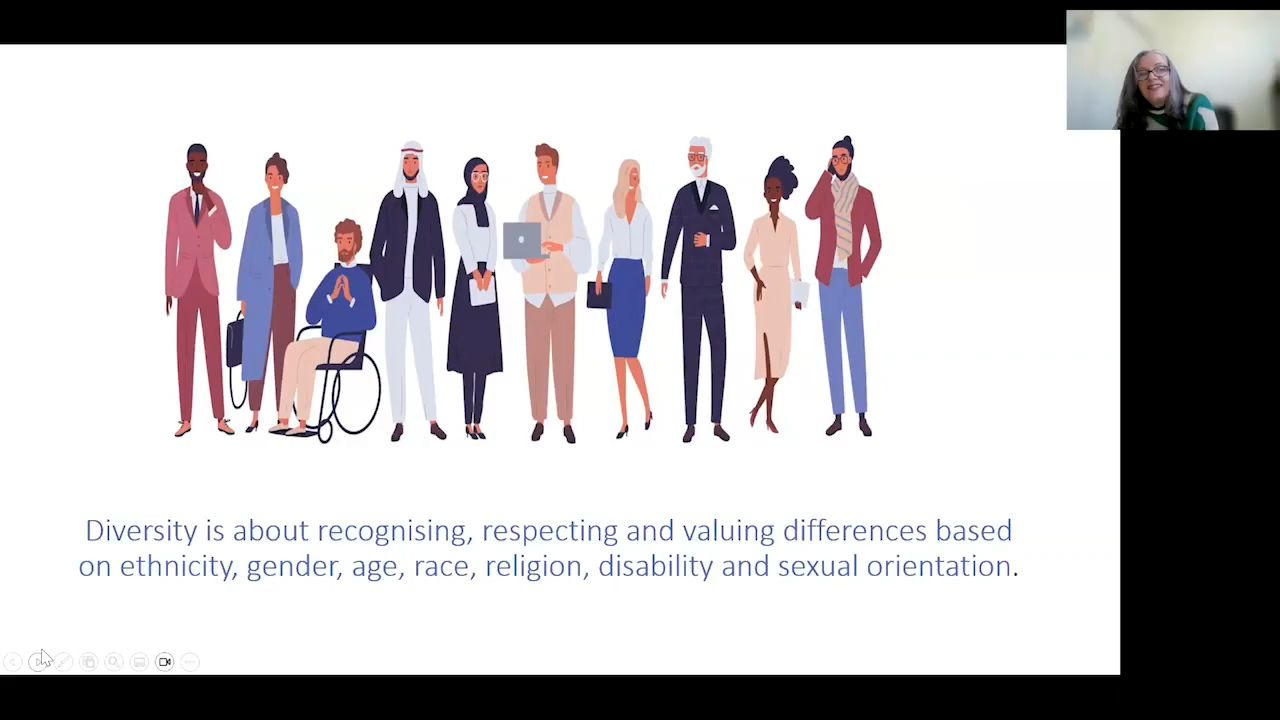 Diversity is about recognising, respecting and valuing differences based
on ethnicity, gender, age, race, religion, disability and sexual orientation.